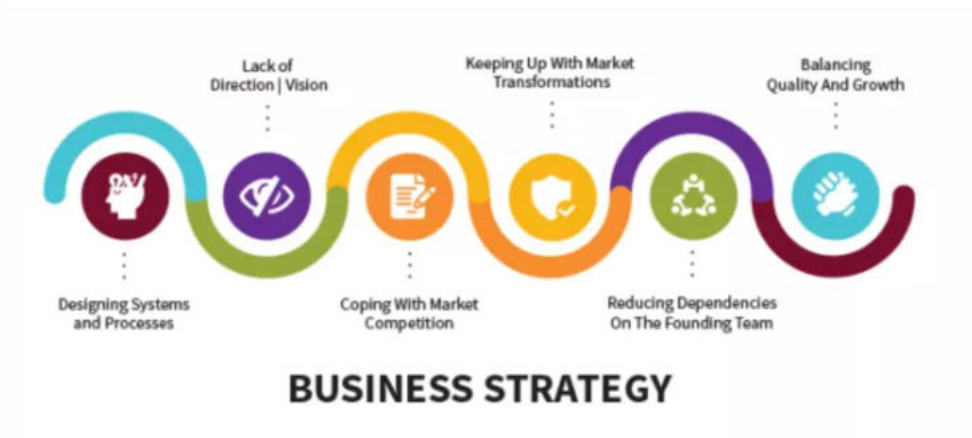 Lack of
Direction | Vision
Keeping Up With Market
Transformations
Balancing
Quality And Growth
Designing Systems
and Processes
Coping With Market
Competition
Reducing Dependencies
On The Founding Team
BUSINESS STRATEGY